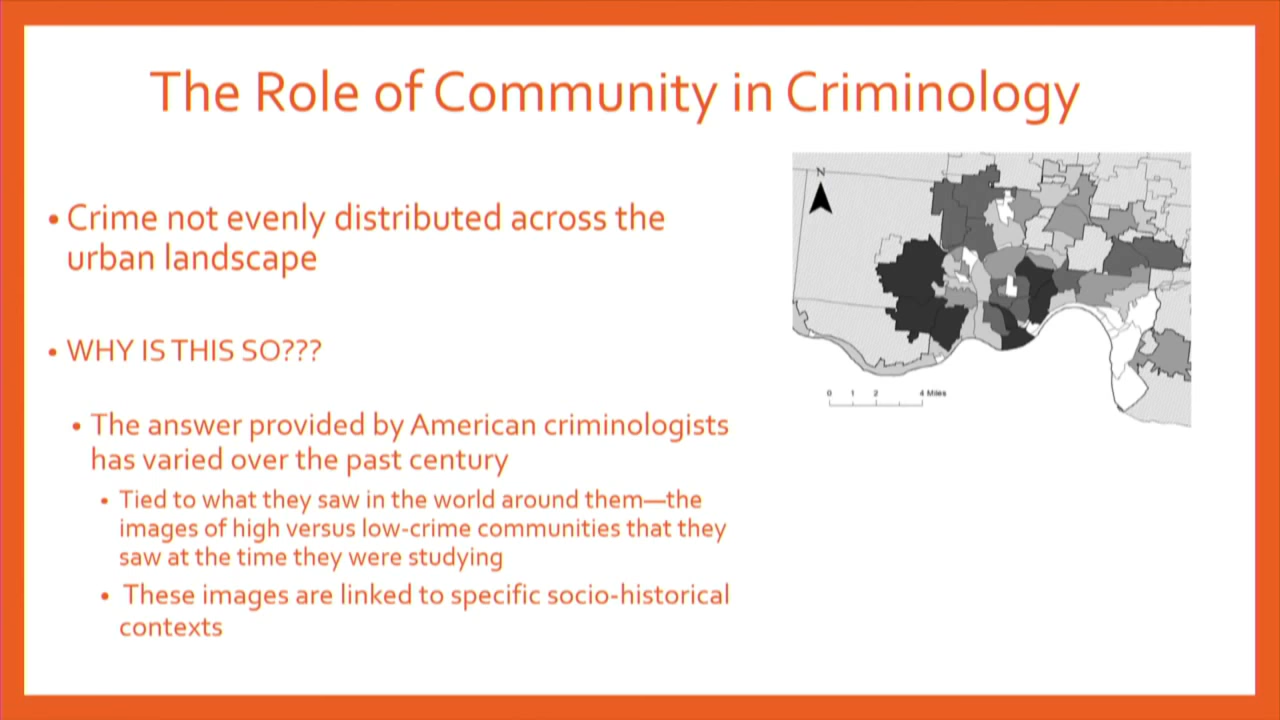 The Role of Community in Criminology
• Crime not evenly distributed across the
urban landscape
• WHY IS THIS SO???
• The answer provided by American criminologists
has varied over the past century
• Tied to what they saw in the world around them—the
images of high versus low-crime communities that they
saw at the time they were studying
• These images are linked to specific socio-historical
contexts
N
0 1 2 4 Miles